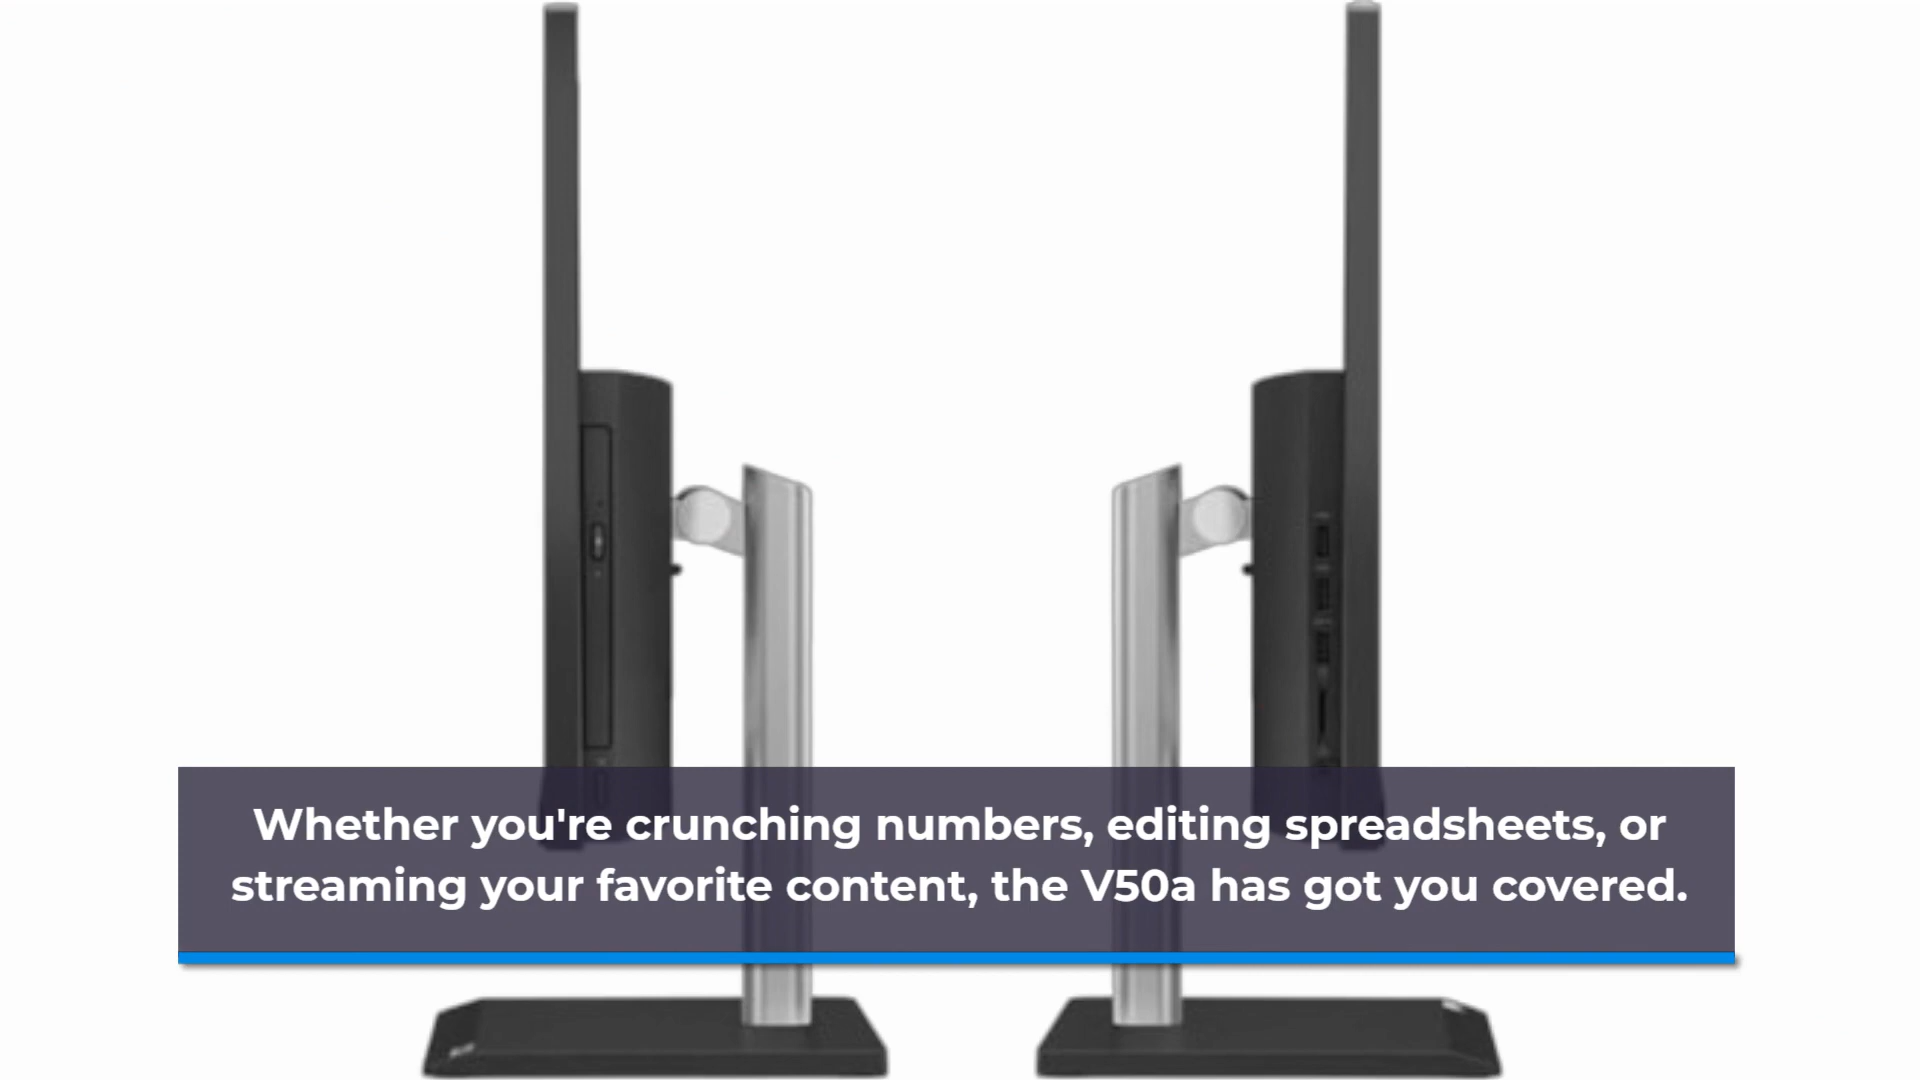 Whether you're crunching numbers, editing spreadsheets, or
streaming your favorite content, the V50a has got you covered.